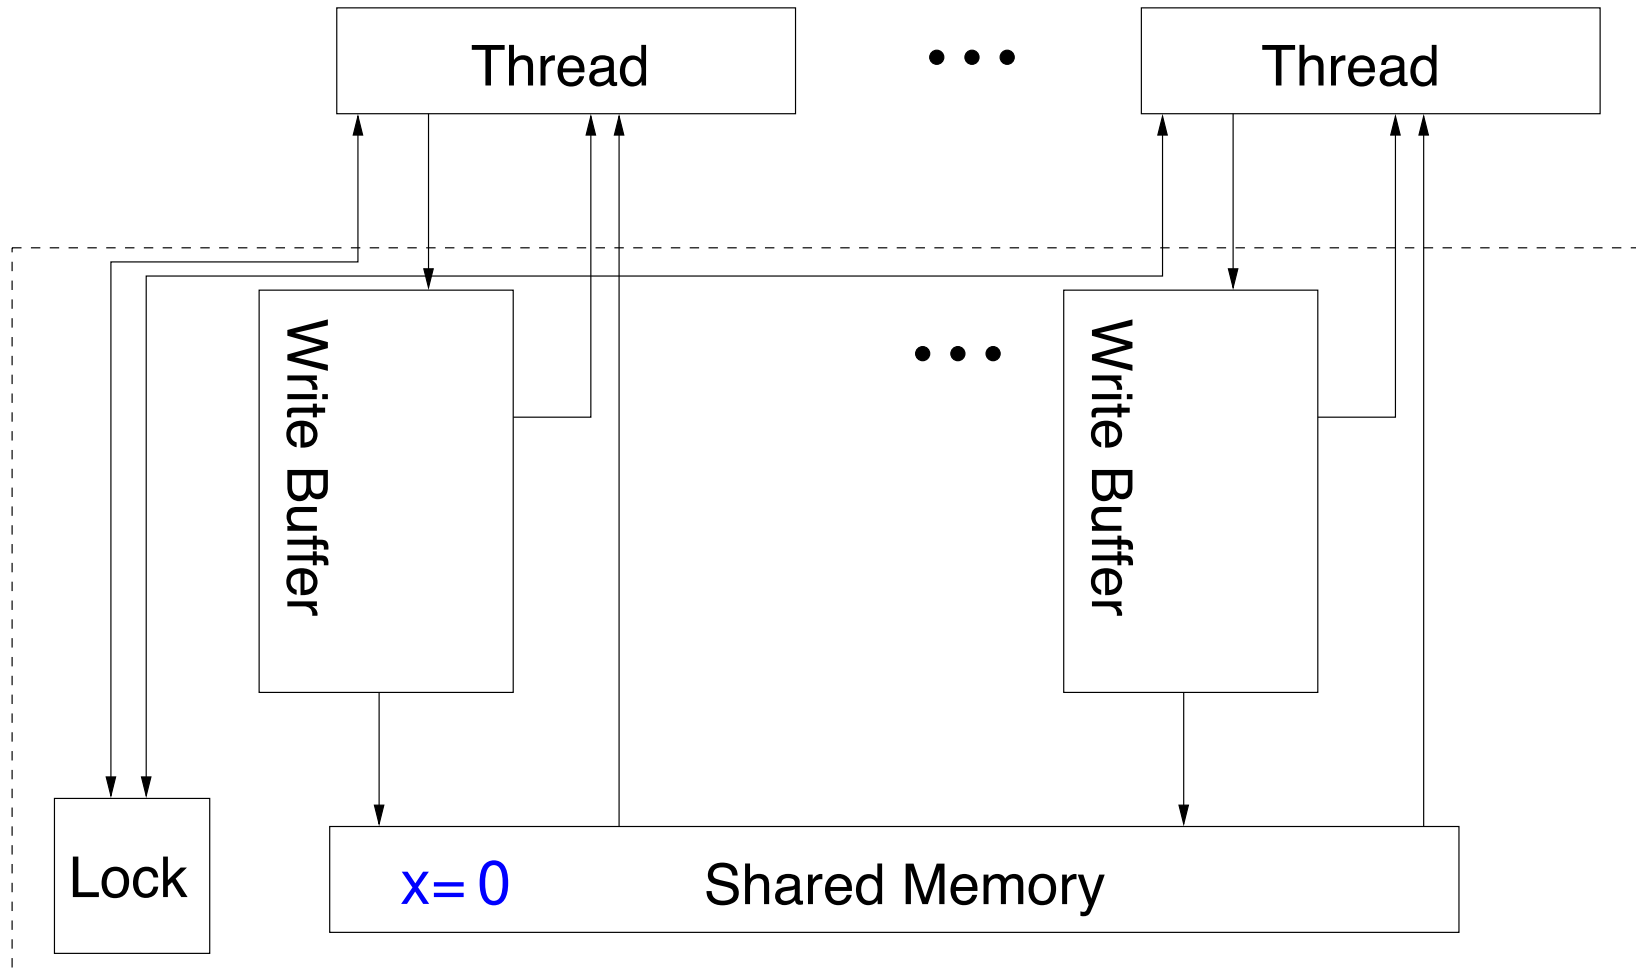 Thread
Thread
Write Buffer
Write Buffer
Lock
x= 0
Shared Memory